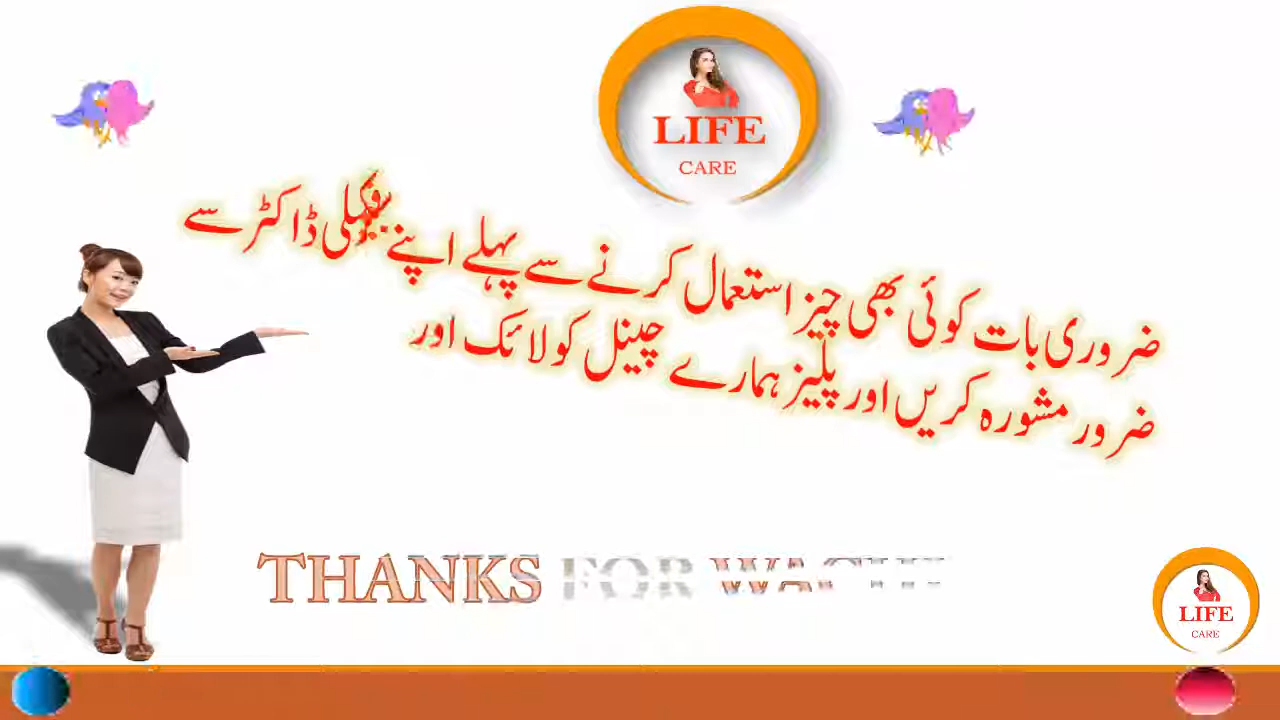 LIFE
CARE
ضروری بات کوئی بھی چیز استعمال کرنے سے پہلے اپنے فیملی ڈاکٹر سے
ضرور مشورہ کریں اور پلیز ہمارے چینل کو لائک اور
THANKS FOR
LIFE
CARE